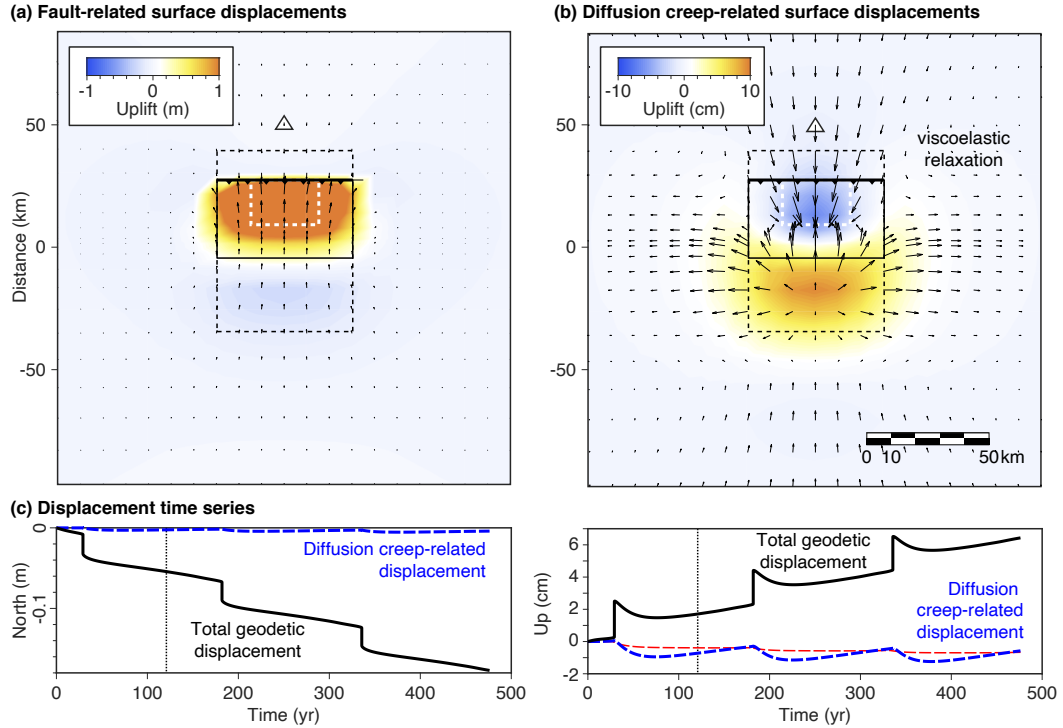 (a) Fault-related surface displacements
-1 0 1
Uplift (m)
50
0
-50
Distance (km)
(b) Diffusion creep-related surface displacements
-10 0 10
Uplift (cm)
50
0
-50
viscoelastic
relaxation
0 10 50 km
(c) Displacement time series
0
-0.1
North (m)
Diffusion creep-related
displacement
Total geodetic
displacement
0 100 200 300 400 500
Time (yr)
6
4
2
0
-2
Up (cm)
Total geodetic
displacement
Diffusion
creep-related
displacement
0 100 200 300 400 500
Time (yr)